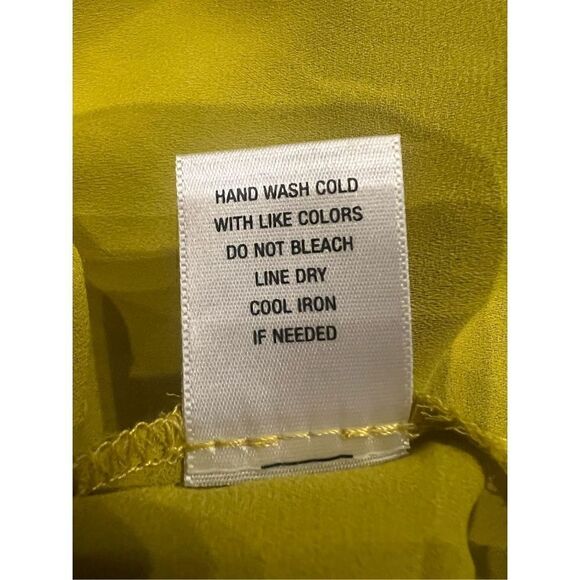 HAND WASH COLD
WITH LIKE COLORS
DO NOT BLEACH
LINE DRY
COOL IRON
IF NEEDED